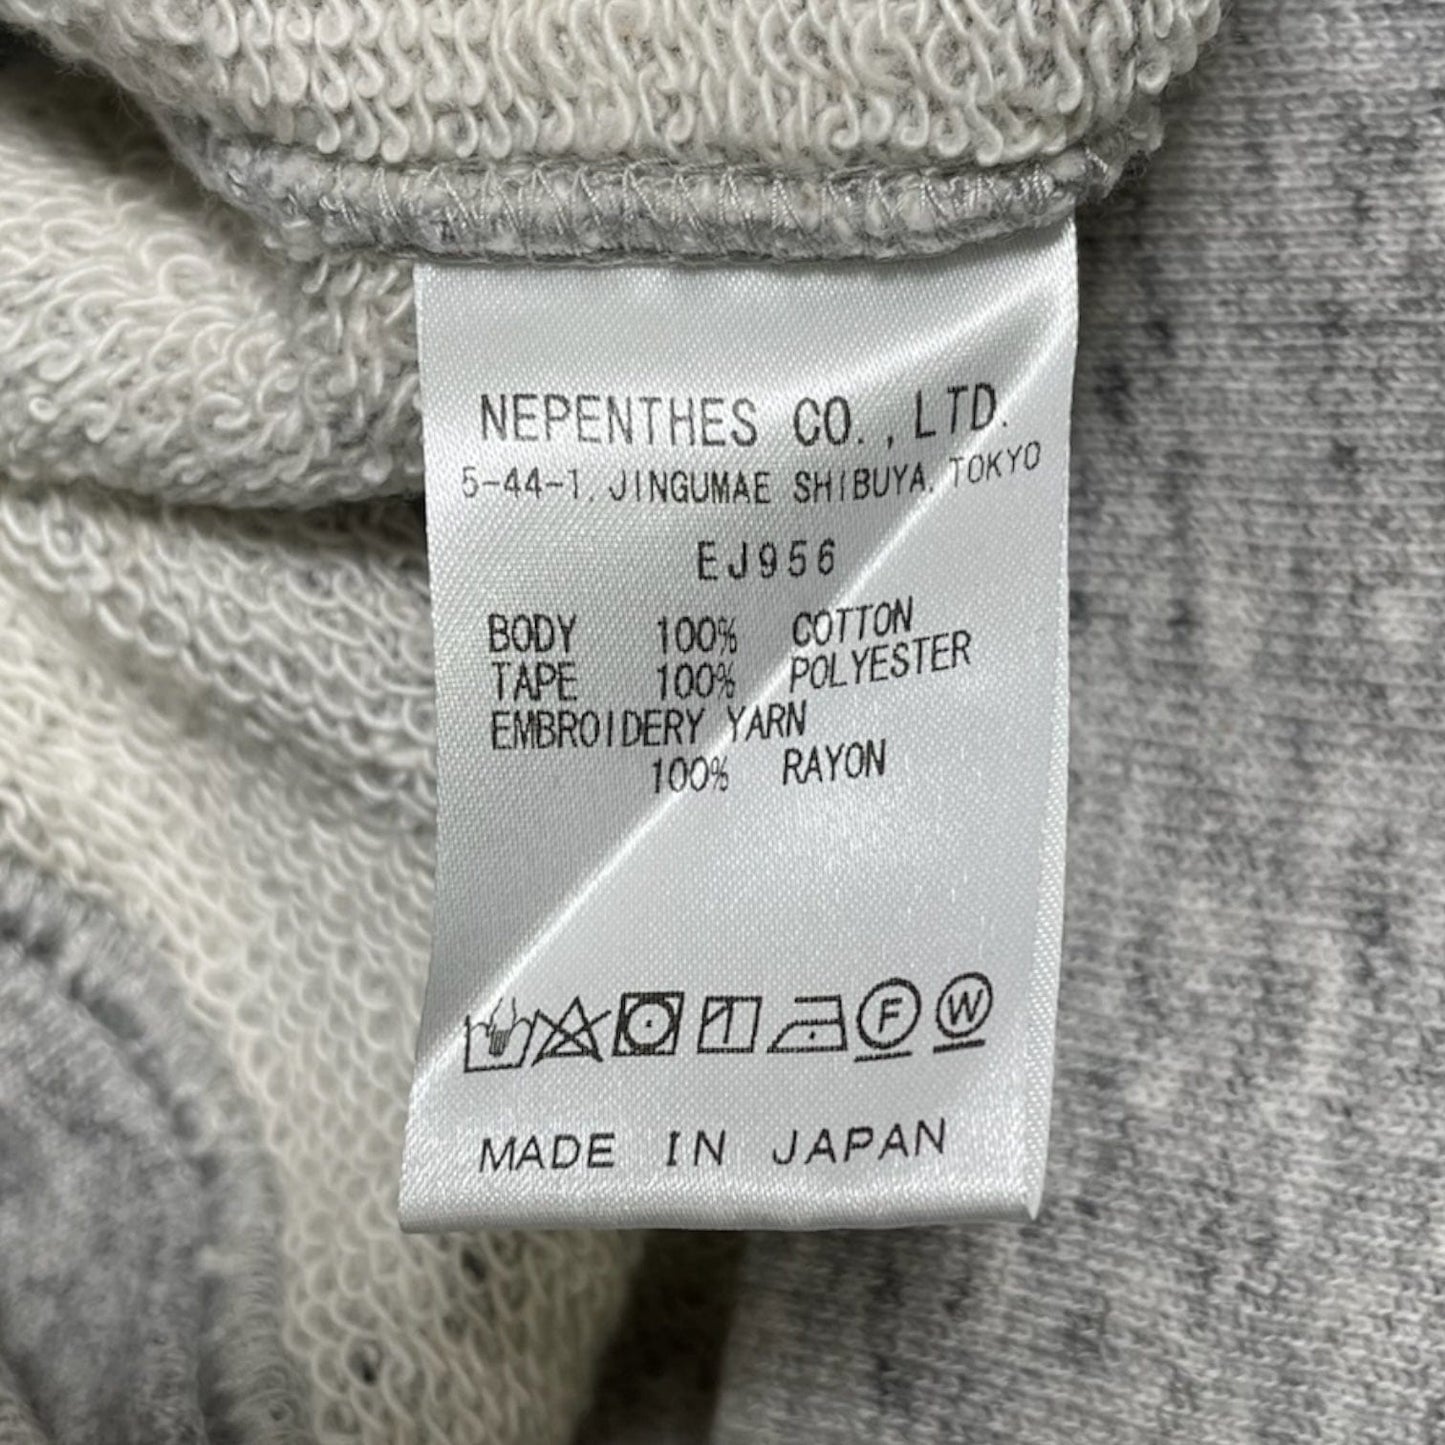 NEPENTHES CO.,LTD.
5-44-1, JINGUMAE SHIBUYA, TOKYO
EJ956
BODY 100% COTTON
TAPE 100% POLYESTER
EMBROIDERY YARN
100% RAYON
F W
MADE IN JAPAN